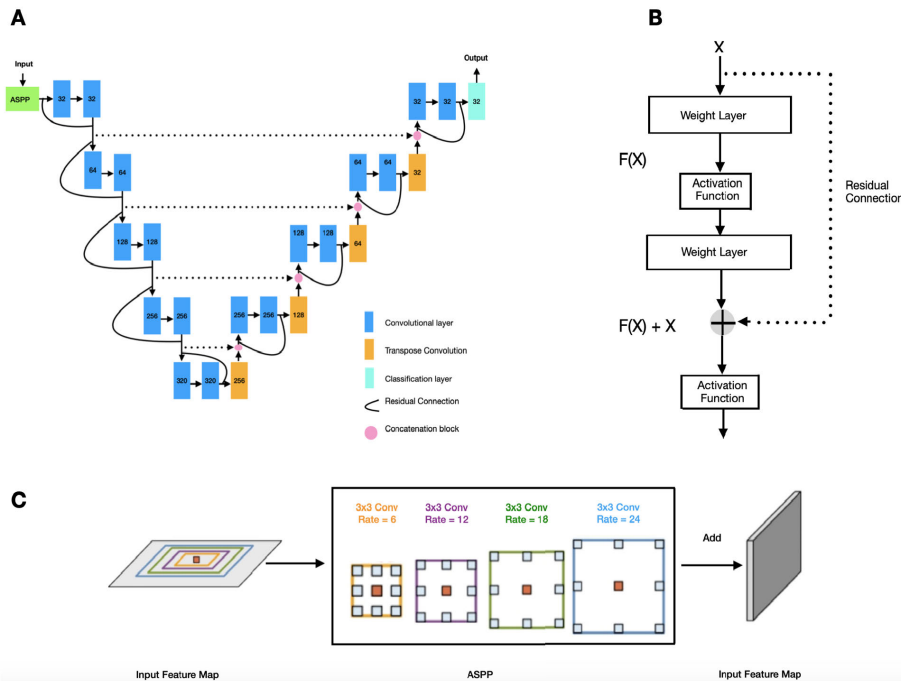 A
Input
ASPP
32
32
64
64
128
128
256
256
320
320
256
256
256
128
128
128
64
64
64
32
32
32
32
Output
Convolutional layer
Transpose Convolution
Classification layer
Residual Connection
Concatenation block
B
X
Weight Layer
F(X)
Activation
Function
Residual
Connection
Weight Layer
F(X) + X
Activation
Function
C
3x3 Conv
Rate = 6
3x3 Conv
Rate = 12
3x3 Conv
Rate = 18
3x3 Conv
Rate = 24
Add
Input Feature Map
ASPP
Input Feature Map